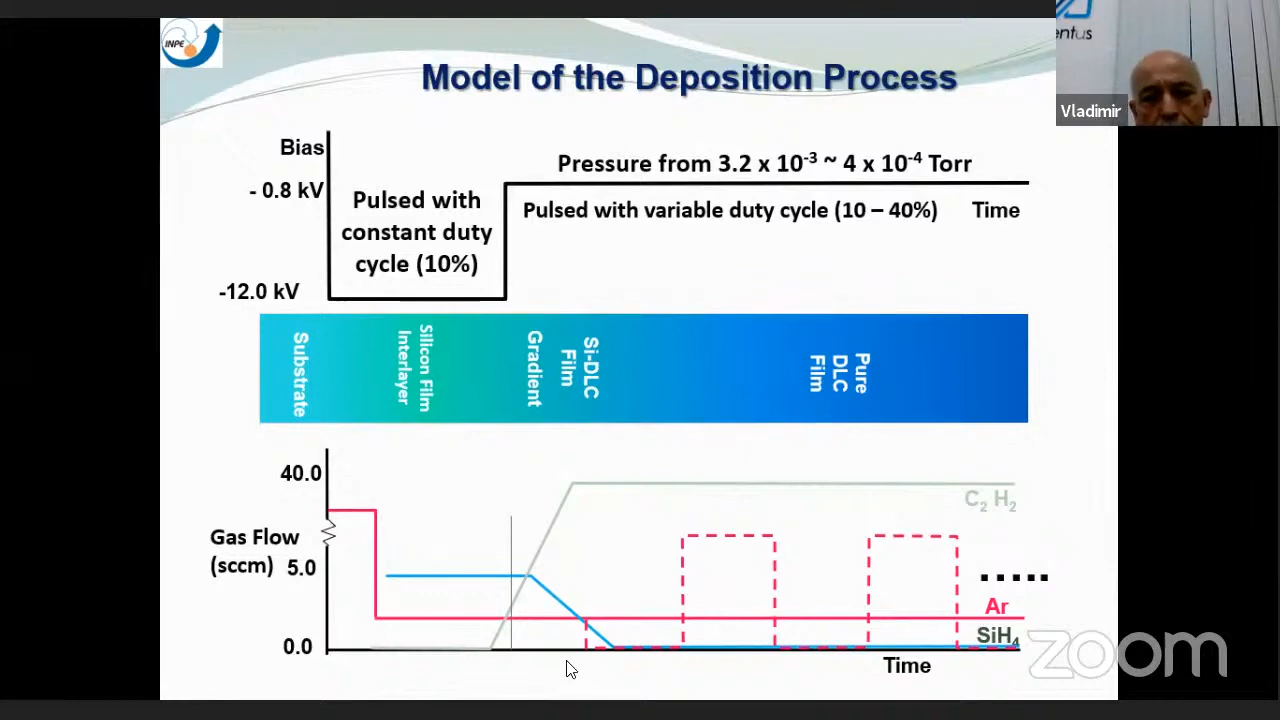 INPE
entus
Vladimir
Model of the Deposition Process
Bias
Pressure from 3.2 x 10-3 ~ 4 x 10-4 Torr
- 0.8 kV
Pulsed with
constant duty
cycle (10%)
Pulsed with variable duty cycle (10 – 40%)
Time
-12.0 kV
Substrate
Silicon Film
Interlayer
Gradient
Si-DLC
Film
Pure
DLC
Film
40.0
C2 H2
Gas Flow
(sccm)
5.0
.....
Ar
SiH4
0.0
Time
zoom